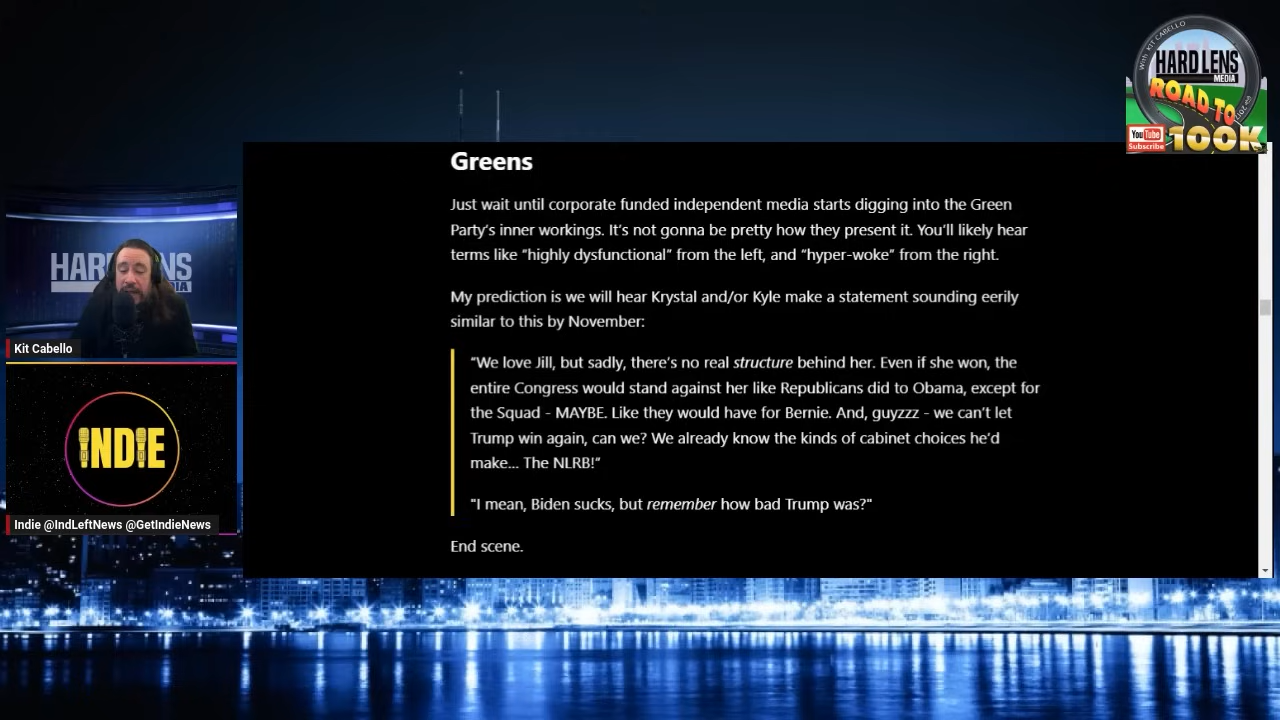 With KIT CABELLO
HARD LENS
MEDIA
ROAD TO
YouTube
Subscribe
100K
Greens
Just wait until corporate funded independent media starts digging into the Green
Party’s inner workings. It’s not gonna be pretty how they present it. You’ll likely hear
terms like “highly dysfunctional” from the left, and “hyper-woke” from the right.
My prediction is we will hear Krystal and/or Kyle make a statement sounding eerily
similar to this by November:
“We love Jill, but sadly, there’s no real structure behind her. Even if she won, the
entire Congress would stand against her like Republicans did to Obama, except for
the Squad - MAYBE. Like they would have for Bernie. And, guyzzz - we can’t let
Trump win again, can we? We already know the kinds of cabinet choices he’d
make... The NLRB!”
"I mean, Biden sucks, but remember how bad Trump was?"
End scene.
Kit Cabello
INDIE
Indie @IndLeftNews @GetIndieNews